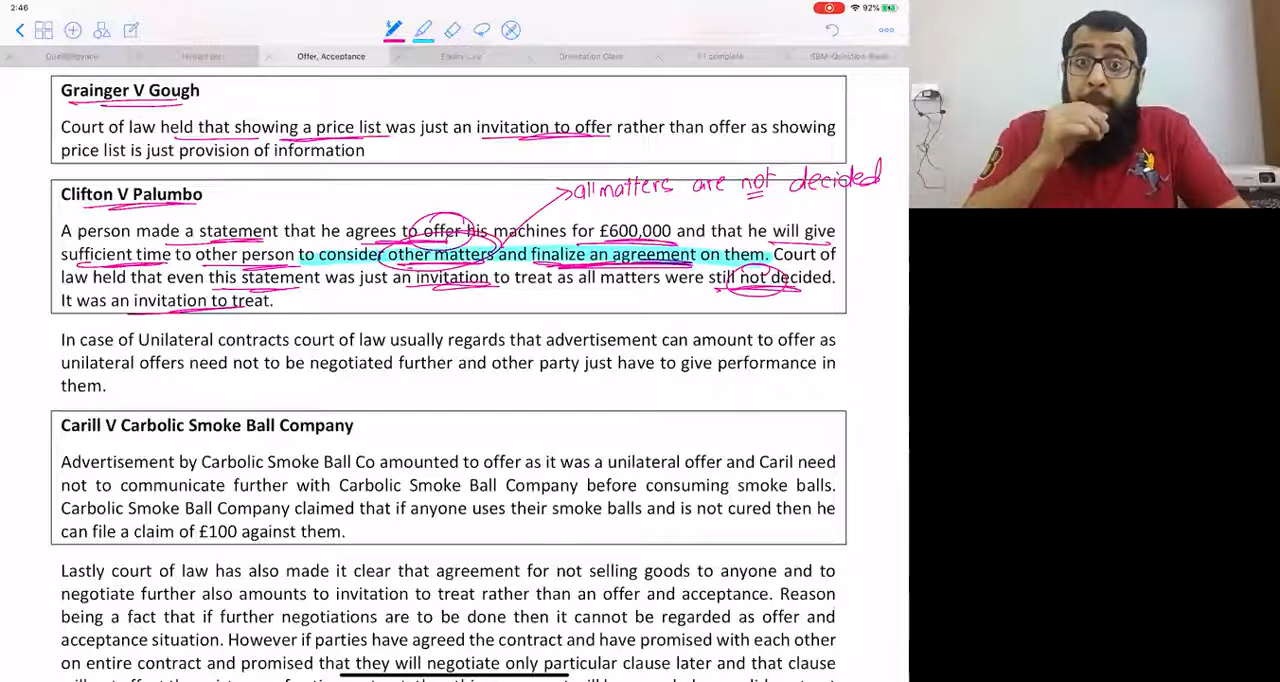 2:46
92%
Offer, Acceptance
Equity Law
Orientation Class
F1 complete
SBM-Question Bank
Grainger V Gough
Court of law held that showing a price list was just an invitation to offer rather than offer as showing
price list is just provision of information
all matters are not decided
Clifton V Palumbo
A person made a statement that he agrees to offer his machines for £600,000 and that he will give
sufficient time to other person to consider other matters and finalize an agreement on them. Court of
law held that even this statement was just an invitation to treat as all matters were still not decided.
It was an invitation to treat.
In case of Unilateral contracts court of law usually regards that advertisement can amount to offer as
unilateral offers need not to be negotiated further and other party just have to give performance in
them.
Carill V Carbolic Smoke Ball Company
Advertisement by Carbolic Smoke Ball Co amounted to offer as it was a unilateral offer and Caril need
not to communicate further with Carbolic Smoke Ball Company before consuming smoke balls.
Carbolic Smoke Ball Company claimed that if anyone uses their smoke balls and is not cured then he
can file a claim of £100 against them.
Lastly court of law has also made it clear that agreement for not selling goods to anyone and to
negotiate further also amounts to invitation to treat rather than an offer and acceptance. Reason
being a fact that if further negotiations are to be done then it cannot be regarded as offer and
acceptance situation. However if parties have agreed the contract and have promised with each other
on entire contract and promised that they will negotiate only particular clause later and that clause